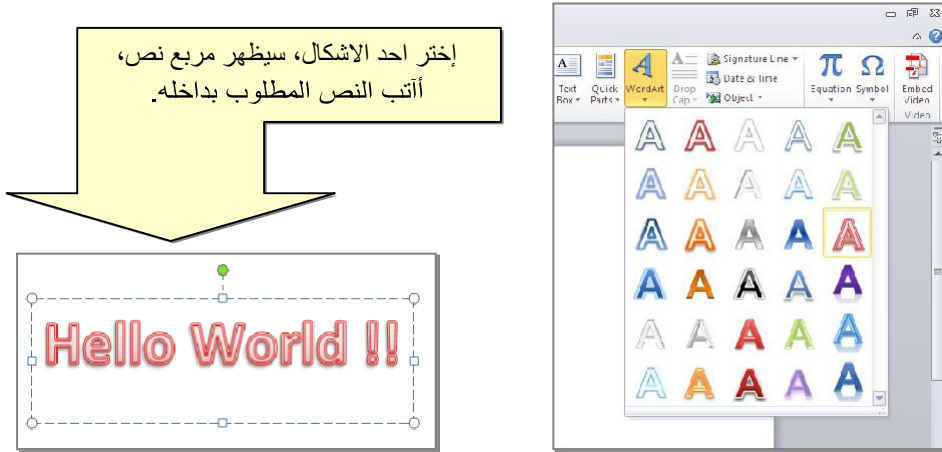 إختر احد الاشكال، سيظهر مربع نص،
أآتب النص المطلوب بداخله.
Hello World !!
Text Box
Quick Parts
WordArt
Drop Cap
Signature Line
Date & Time
Object
Equation
Symbol
Embed Video
Video